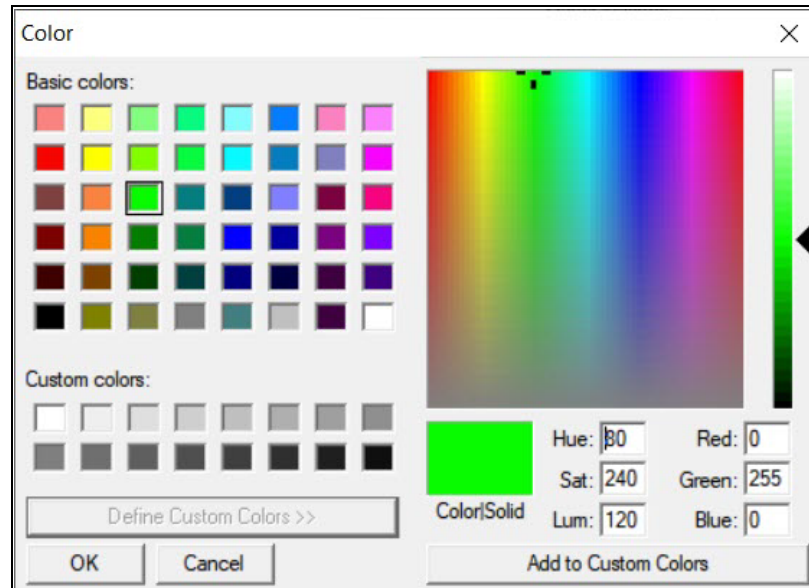 Color
Basic colors:
Custom colors:
Define Custom Colors >>
OK Cancel
Color|Solid
Hue: 80 Red: 0
Sat: 240 Green: 255
Lum: 120 Blue: 0
Add to Custom Colors